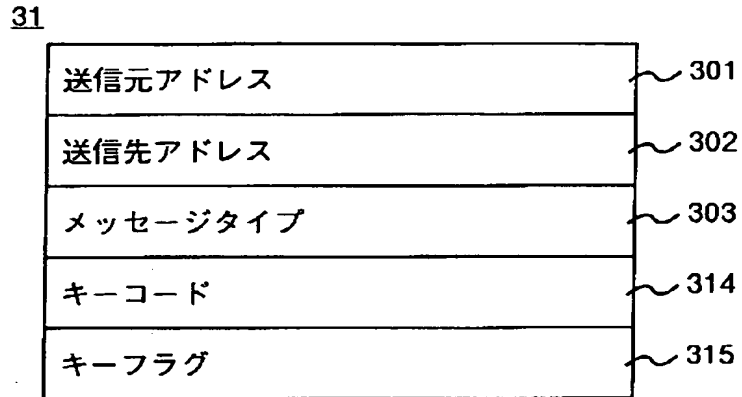 31
送信元アドレス 301
送信先アドレス 302
メッセージタイプ 303
キーコード 314
キーフラグ 315